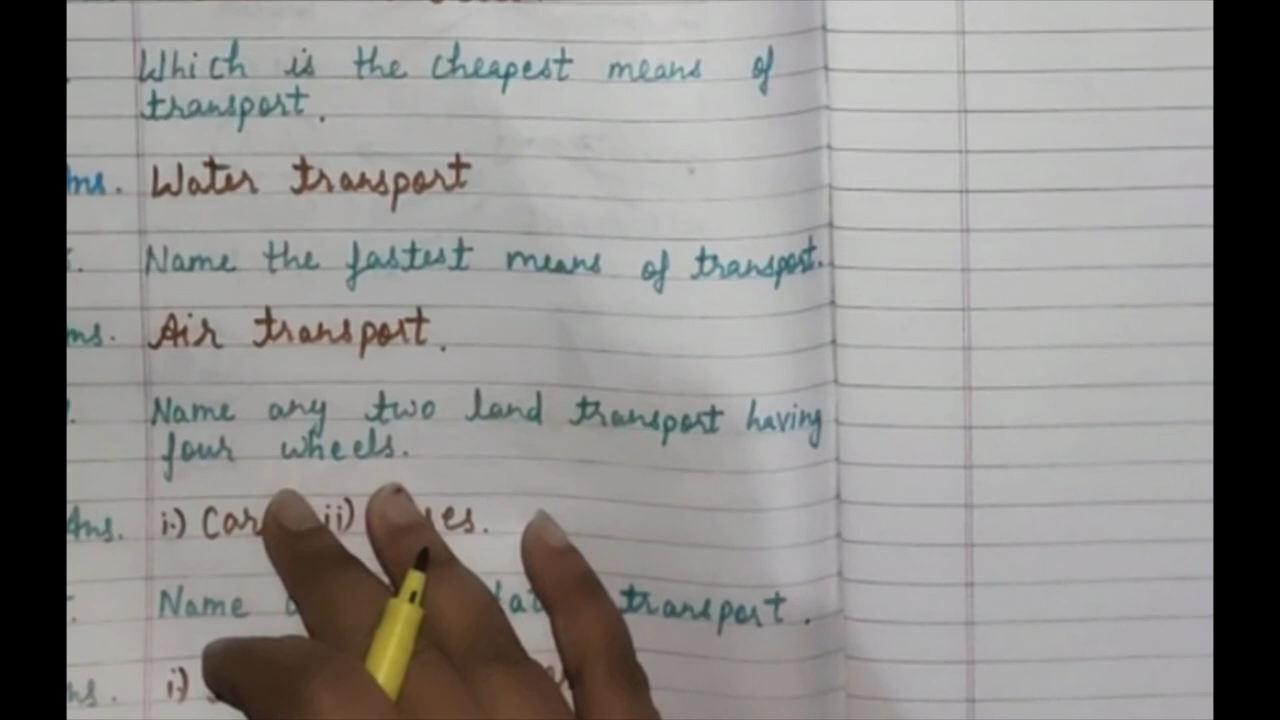 Which is the cheapest means of
transport.
Ans. Water transport
Name the fastest means of transport.
Ans. Air transport.
Name any two land transport having
four wheels.
Ans. i.) Car ii)
Name transport.
i.)